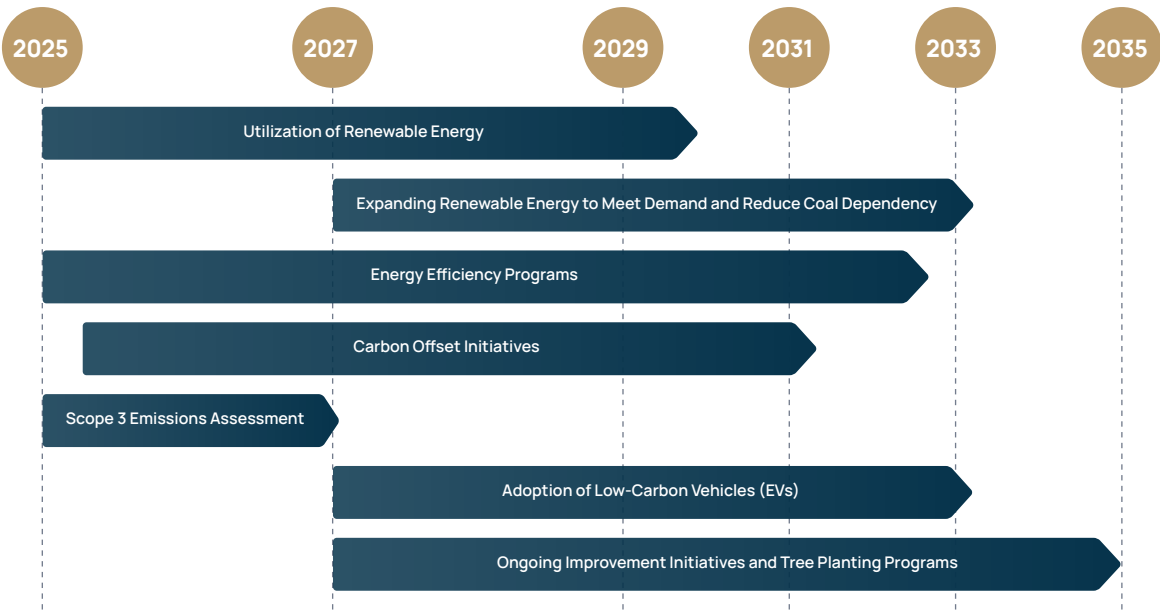 2025 2027 2029 2031 2033 2035
Utilization of Renewable Energy
Expanding Renewable Energy to Meet Demand and Reduce Coal Dependency
Energy Efficiency Programs
Carbon Offset Initiatives
Scope 3 Emissions Assessment
Adoption of Low-Carbon Vehicles (EVs)
Ongoing Improvement Initiatives and Tree Planting Programs